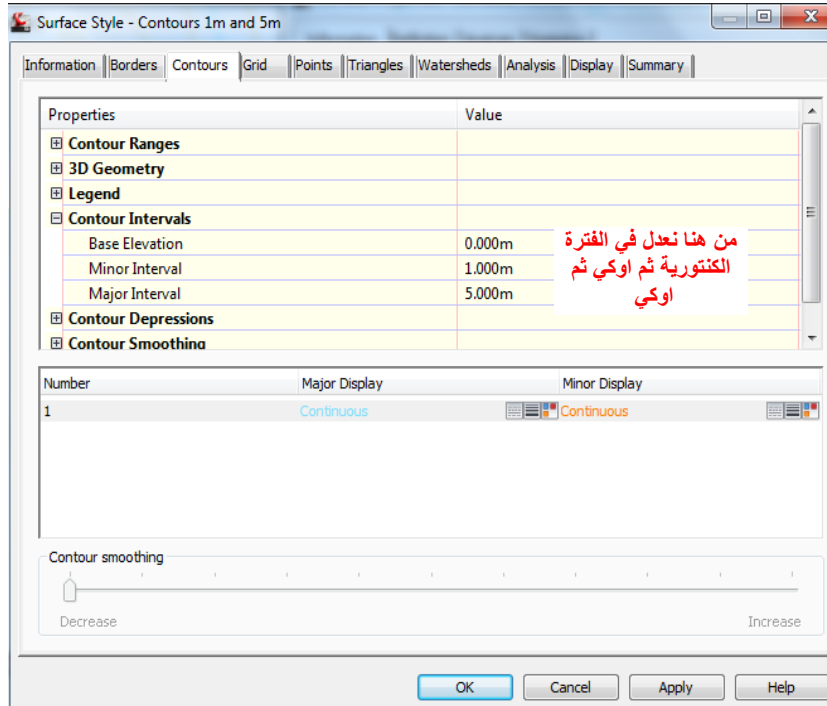 Surface Style - Contours 1m and 5m
Information Borders Contours Grid Points Triangles Watersheds Analysis Display Summary
Properties Value
Contour Ranges
3D Geometry
Legend
Contour Intervals
Base Elevation 0.000m
Minor Interval 1.000m
Major Interval 5.000m
من هنا نعدل في الفترة
الكنتورية ثم اوكي ثم
اوكي
Contour Depressions
Contour Smoothing
Number Major Display Minor Display
1 Continuous Continuous
Contour smoothing
Decrease Increase
OK Cancel Apply Help